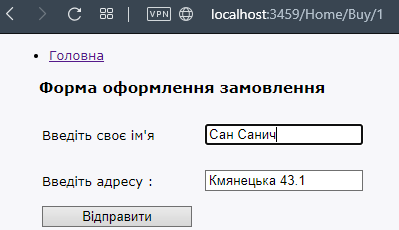 VPN localhost:3459/Home/Buy/1
Головна
Форма оформлення замовлення
Введіть своє ім'я Сан Санич
Введіть адресу : Кмянецька 43.1
Відправити